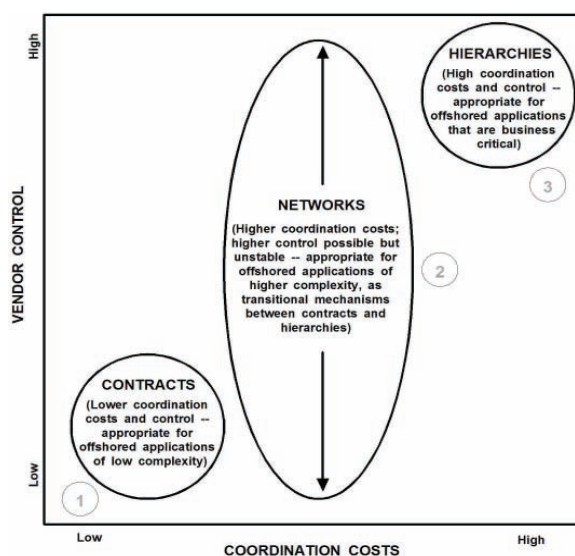 High
HIERARCHIES
(High coordination
costs and control --
appropriate for
offshored applications
that are business
critical)
3
NETWORKS
(Higher coordination costs;
higher control possible but
unstable -- appropriate for
offshored applications of
higher complexity, as
transitional mechanisms
between contracts and
hierarchies)
2
VENDOR CONTROL
CONTRACTS
(Lower coordination
costs and control --
appropriate for
offshored applications
of low complexity)
Low
1
Low
High
COORDINATION COSTS